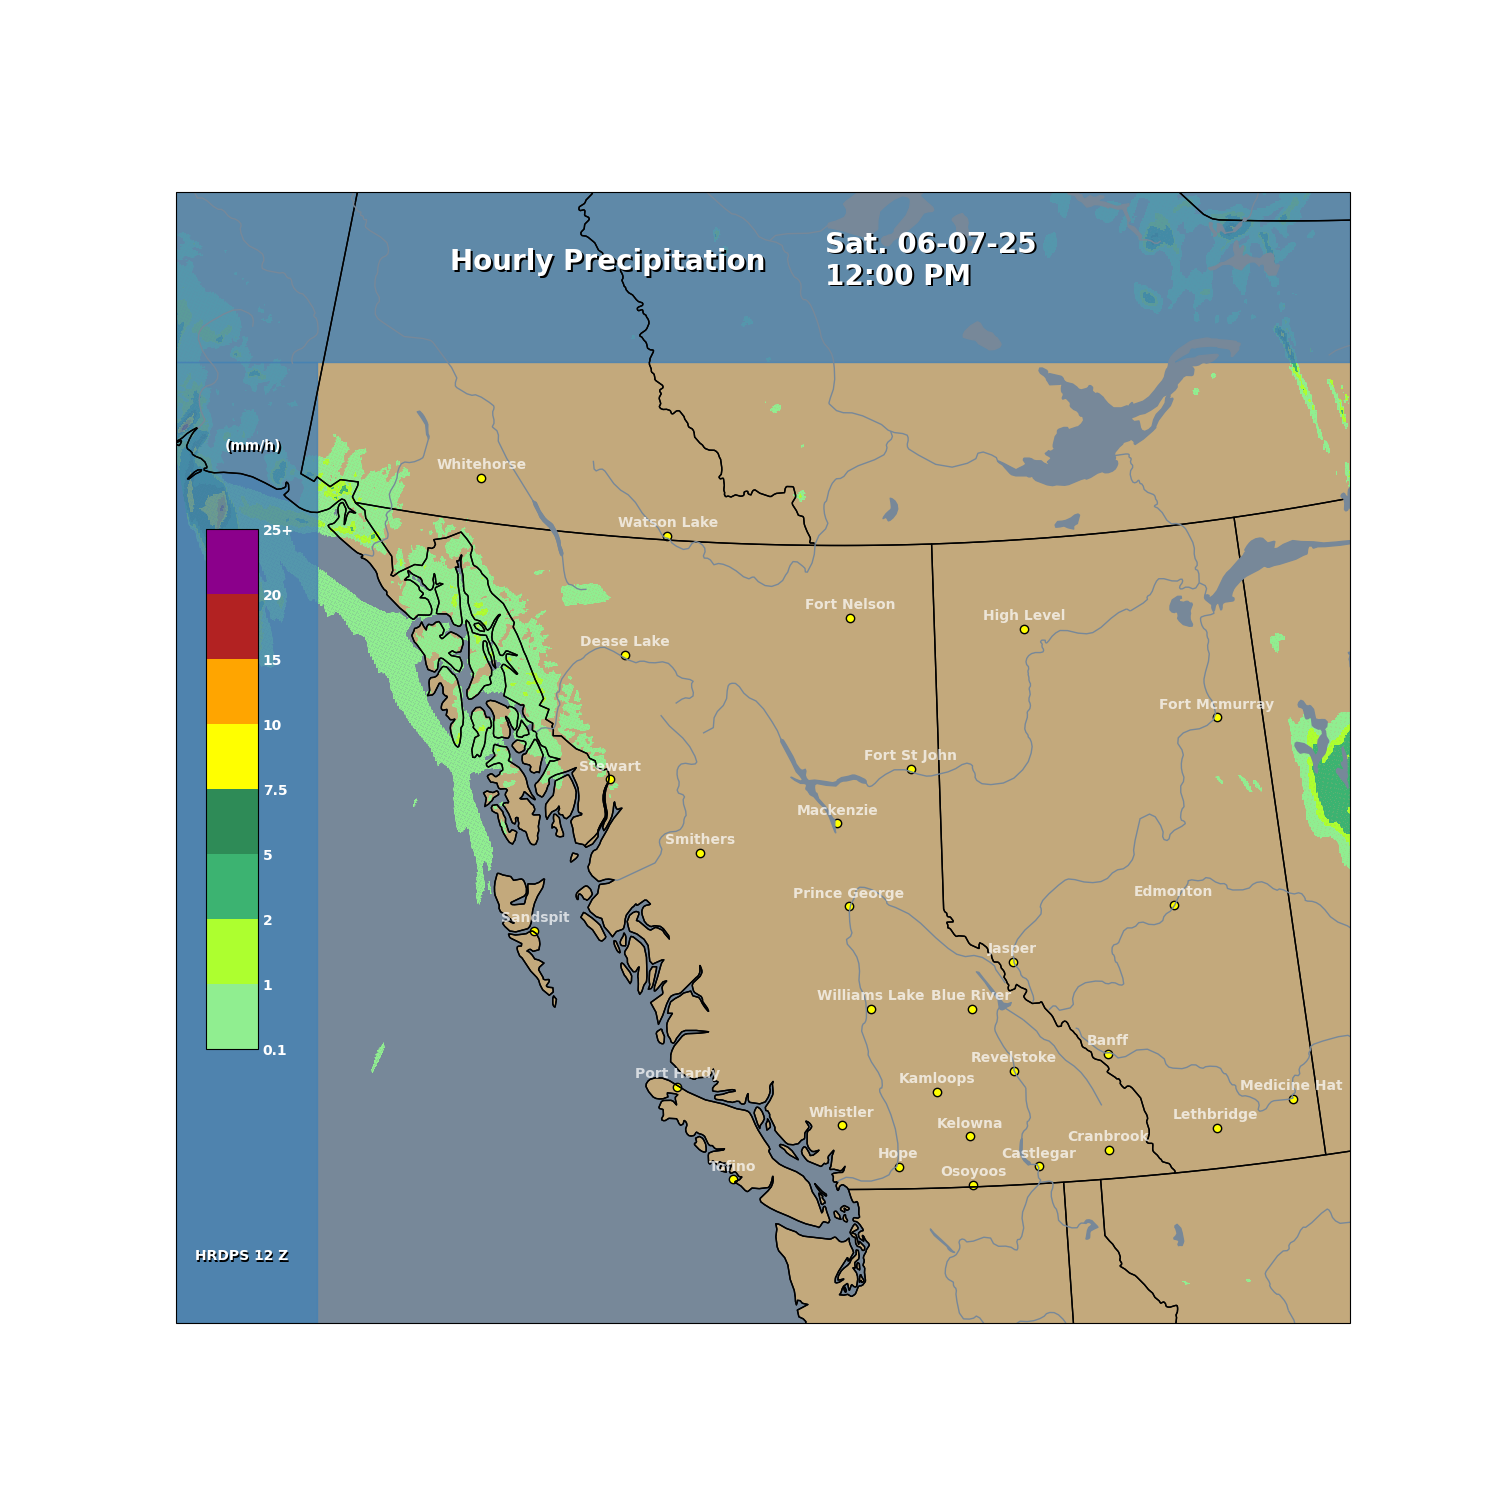 Hourly Precipitation
Sat. 06-07-25
12:00 PM
(mm/h)
25+
20
15
10
7.5
5
2
1
0.1
Whitehorse
Watson Lake
Fort Nelson
High Level
Dease Lake
Fort Mcmurray
Fort St John
Stewart
Mackenzie
Smithers
Prince George
Edmonton
Sandspit
Jasper
Williams Lake
Blue River
Banff
Revelstoke
Port Hardy
Kamloops
Medicine Hat
Whistler
Lethbridge
Kelowna
Cranbrook
Hope
Castlegar
Tofino
Osoyoos
HRDPS 12 Z